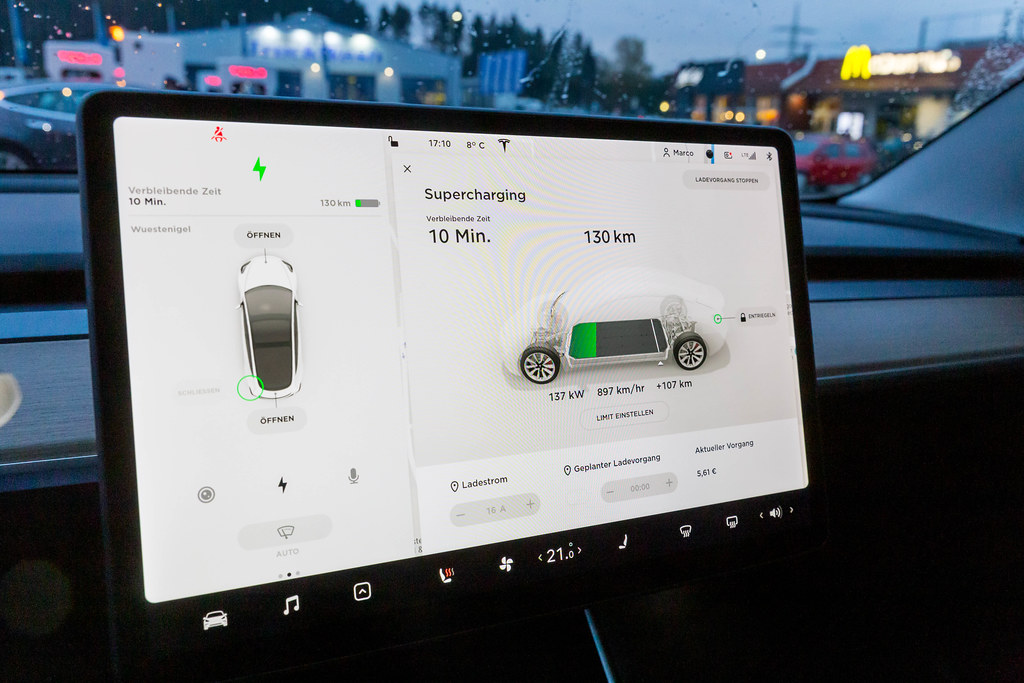 17:10 8° C
Marco
LTE
Verbleibende Zeit
10 Min.
130 km
Wuestenigel
ÖFFNEN
SCHLIESSEN
ÖFFNEN
AUTO
LADEVORGANG STOPPEN
Supercharging
Verbleibende Zeit
10 Min. 130 km
ENTRIEGELN
137 kW 897 km/hr +107 km
LIMIT EINSTELLEN
Ladestrom
16 A
Geplanter Ladevorgang
00:00
Aktueller Vorgang
5,61 €
21.0